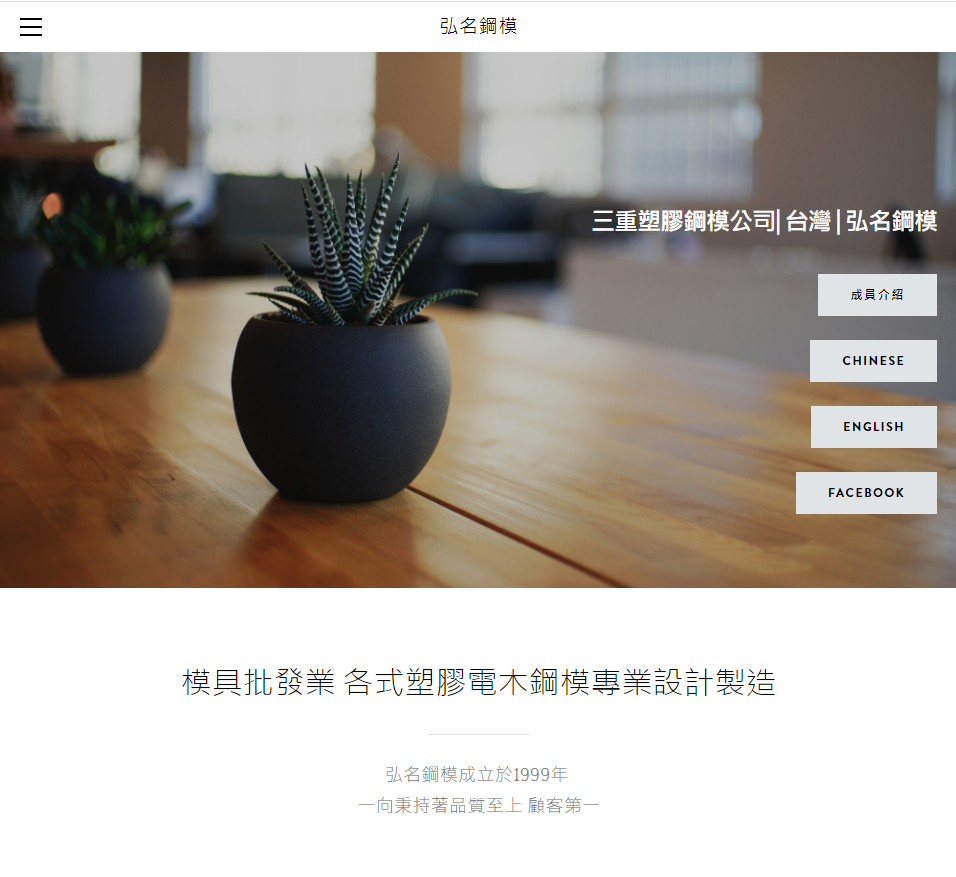 弘名鋼模
三重塑膠鋼模公司| 台灣 | 弘名鋼模
成員介紹
CHINESE
ENGLISH
FACEBOOK
模具批發業 各式塑膠電木鋼模專業設計製造
弘名鋼模成立於1999年
一向秉持著品質至上 顧客第一